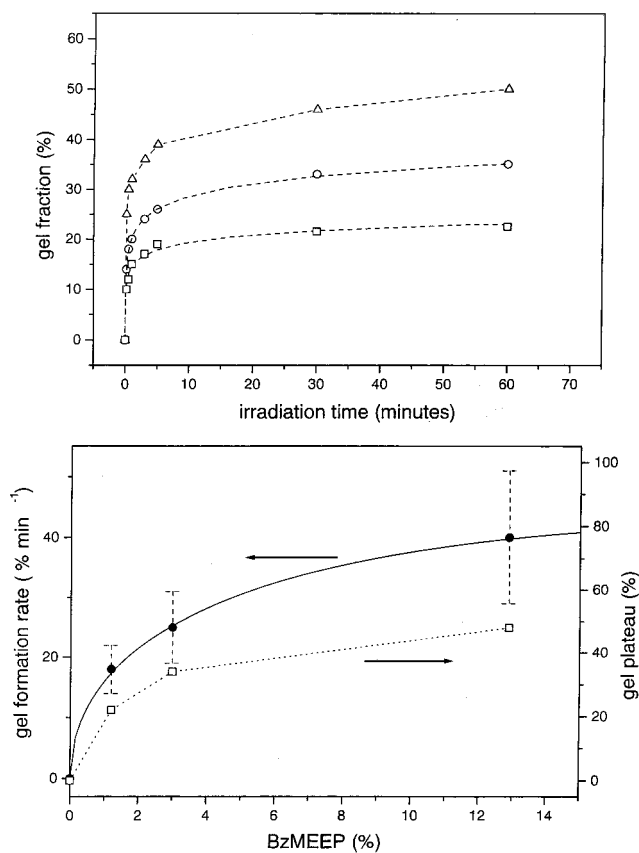 60
50
40
30
20
10
0
gel fraction (%)
0 10 20 30 40 50 60 70
irradiation time (minutes)
gel formation rate ( % min -1)
40
20
0
100
80
60
40
20
0
gel plateau (%)
0 2 4 6 8 10 12 14
BzMEEP (%)